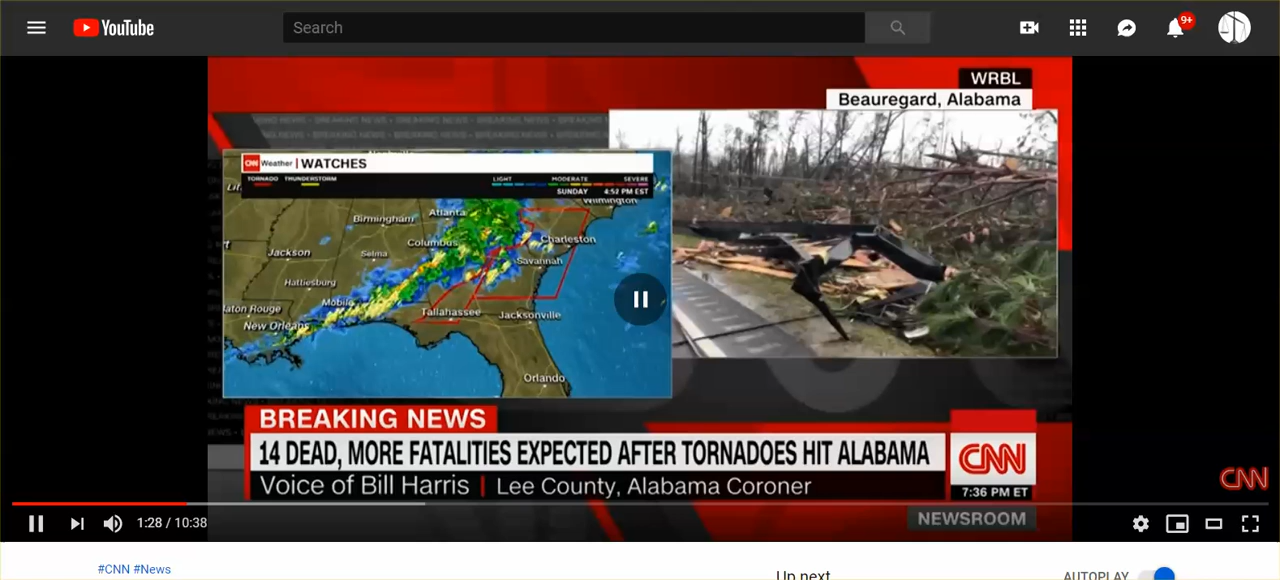 YouTube
Search
9+
WRBL
Beauregard, Alabama
CNN Weather | WATCHES
TORNADO THUNDERSTORM
LIGHT MODERATE SEVERE
SUNDAY 4:52 PM EST
Wilmington
Birmingham
Atlanta
Columbus
Charleston
Jackson
Selma
Savannah
Hattiesburg
Mobile
aton Rouge
Tallahassee
Jacksonville
New Orleans
Orlando
BREAKING NEWS
14 DEAD, MORE FATALITIES EXPECTED AFTER TORNADOES HIT ALABAMA
Voice of Bill Harris | Lee County, Alabama Coroner
CNN
7:36 PM ET
CNN
NEWSROOM
1:28 / 10:38
#CNN #News
Up next
AUTOPLAY